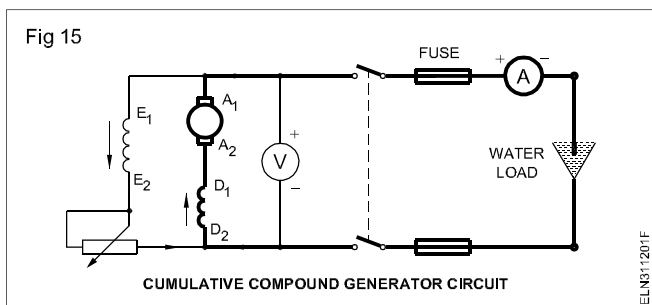 Fig 15
FUSE
+ A −
E1
A1
A2
E2
D1
D2
+
V
−
WATER
LOAD
CUMULATIVE COMPOUND GENERATOR CIRCUIT
ELN311201F